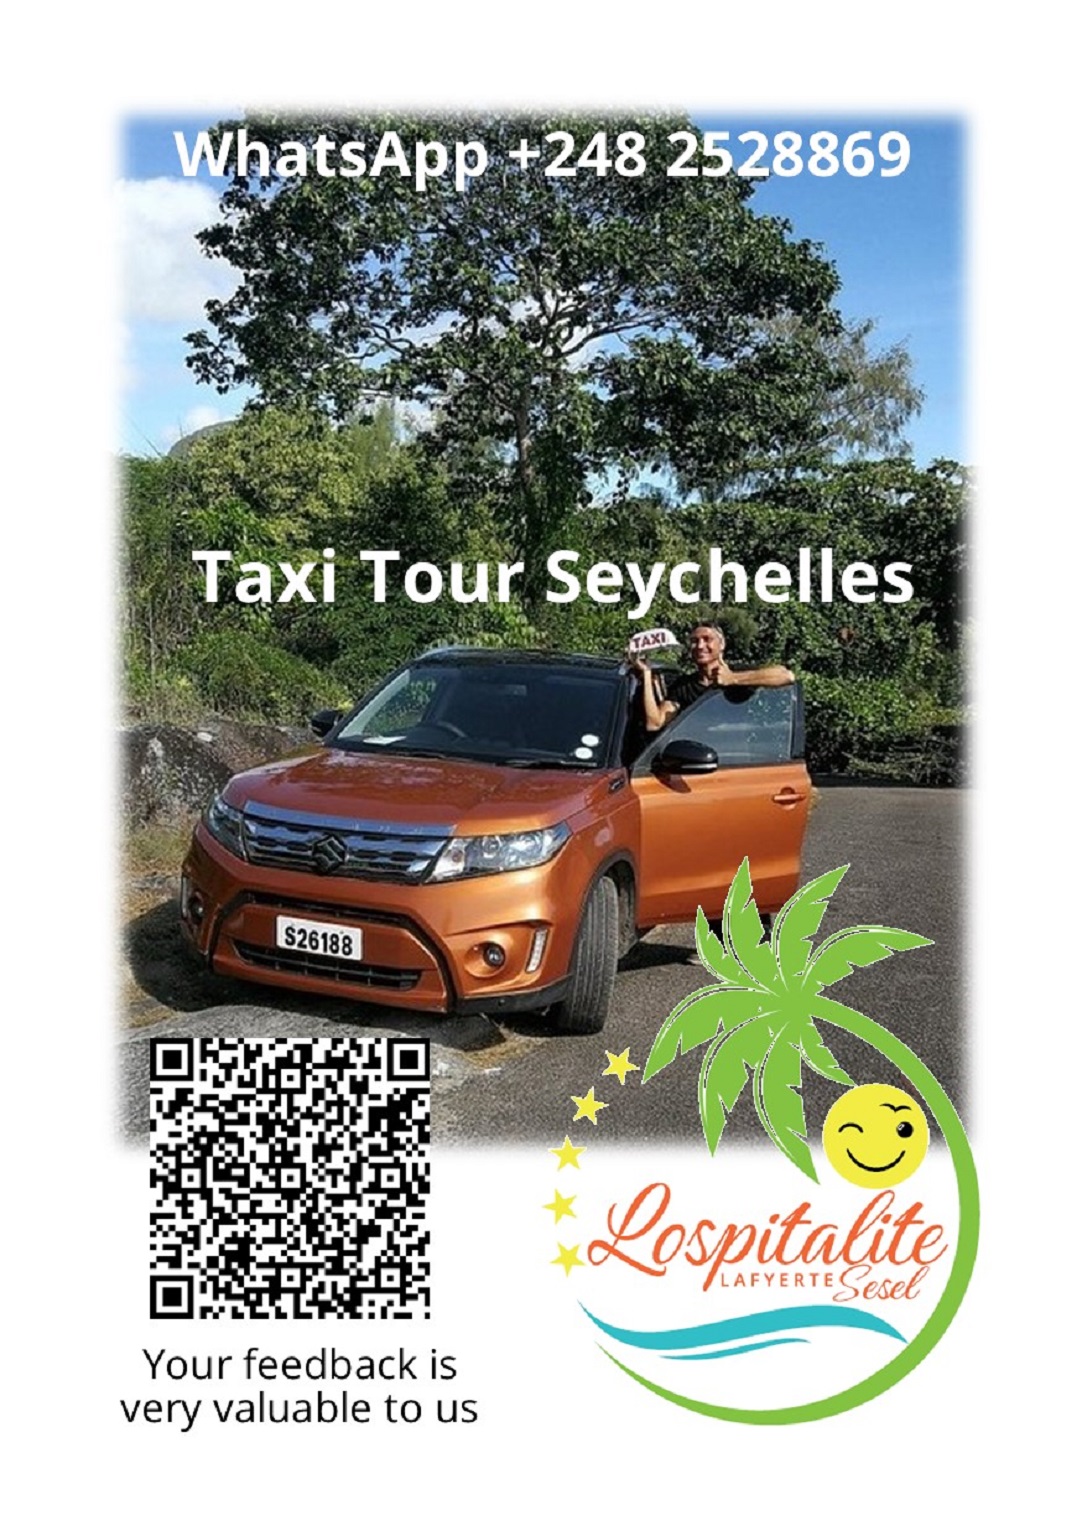 WhatsApp +248 2528869
Taxi Tour Seychelles
TAXI
S26188
Lospitalite
LAFYERTE Sesel
Your feedback is
very valuable to us